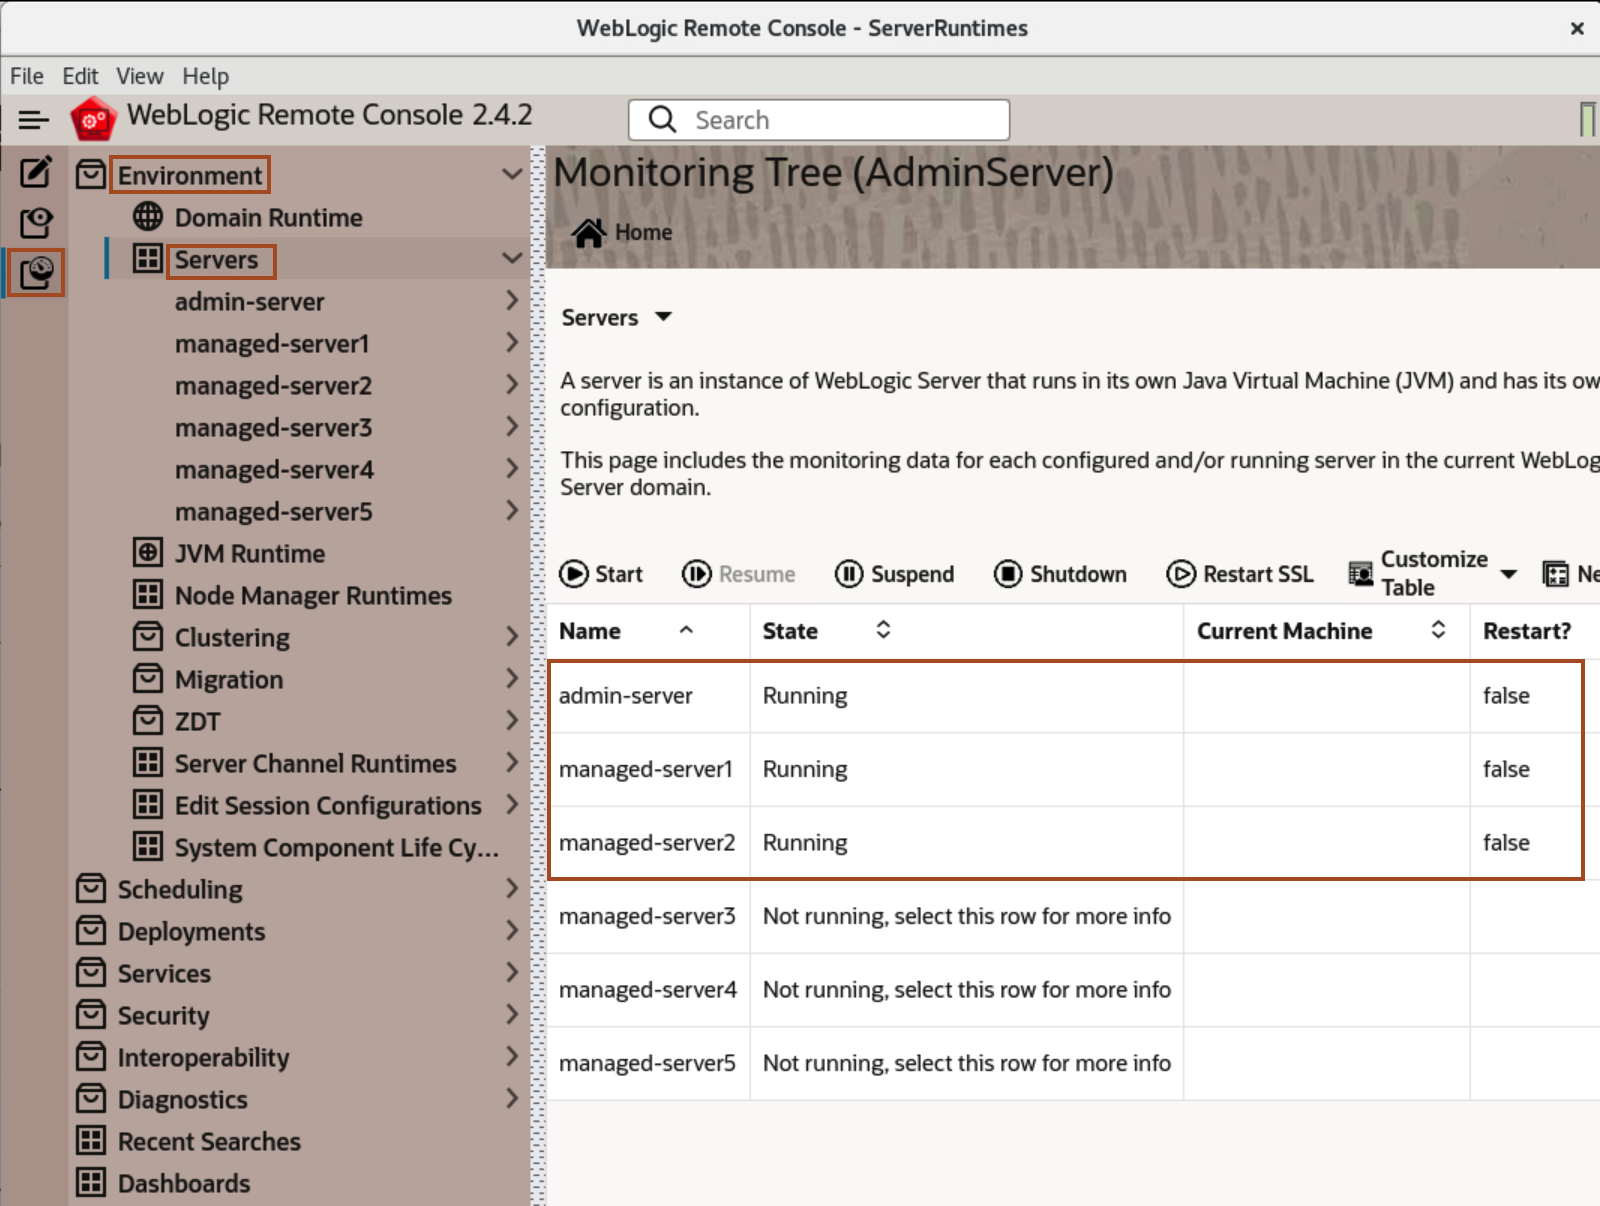 WebLogic Remote Console - ServerRuntimes
File Edit View Help
WebLogic Remote Console 2.4.2
Search
Environment
Domain Runtime
Servers
admin-server
managed-server1
managed-server2
managed-server3
managed-server4
managed-server5
JVM Runtime
Node Manager Runtimes
Clustering
Migration
ZDT
Server Channel Runtimes
Edit Session Configurations
System Component Life Cy...
Scheduling
Deployments
Services
Security
Interoperability
Diagnostics
Recent Searches
Dashboards
Monitoring Tree (AdminServer)
Home
Servers
A server is an instance of WebLogic Server that runs in its own Java Virtual Machine (JVM) and has its ow
configuration.
This page includes the monitoring data for each configured and/or running server in the current WebLog
Server domain.
Start Resume Suspend Shutdown Restart SSL Customize Table Ne
Name State Current Machine Restart?
admin-server Running false
managed-server1 Running false
managed-server2 Running false
managed-server3 Not running, select this row for more info
managed-server4 Not running, select this row for more info
managed-server5 Not running, select this row for more info